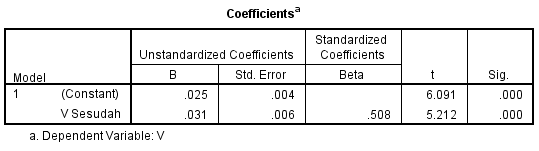 Coefficientsa
Unstandardized Coefficients Standardized Coefficients
Model B Std. Error Beta t Sig.
1 (Constant) .025 .004 6.091 .000
V Sesudah .031 .006 .508 5.212 .000
a. Dependent Variable: V